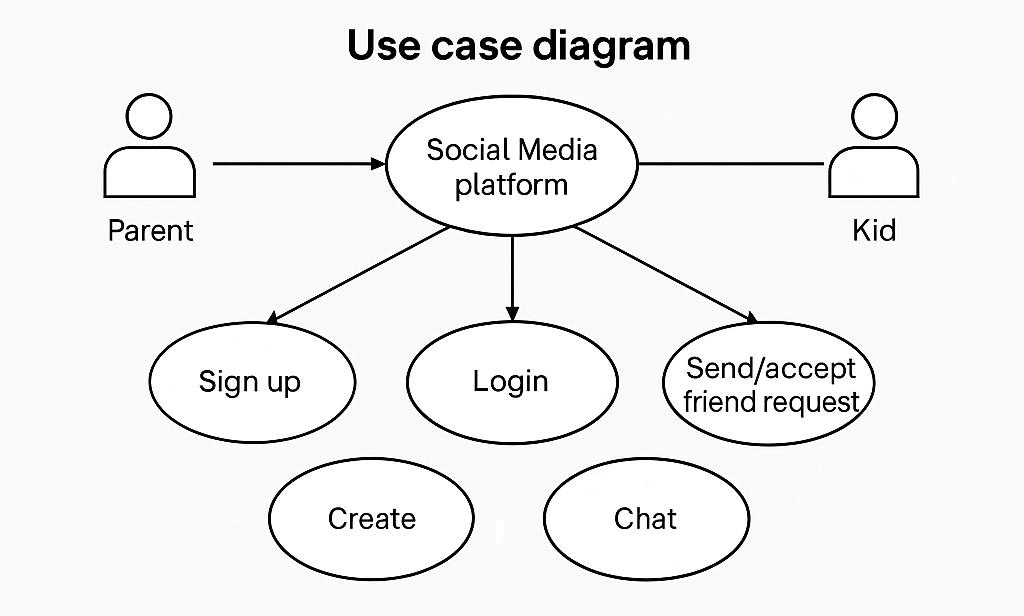 Use case diagram
Social Media
platform
Parent
Kid
Sign up
Login
Send/accept
friend request
Create
Chat